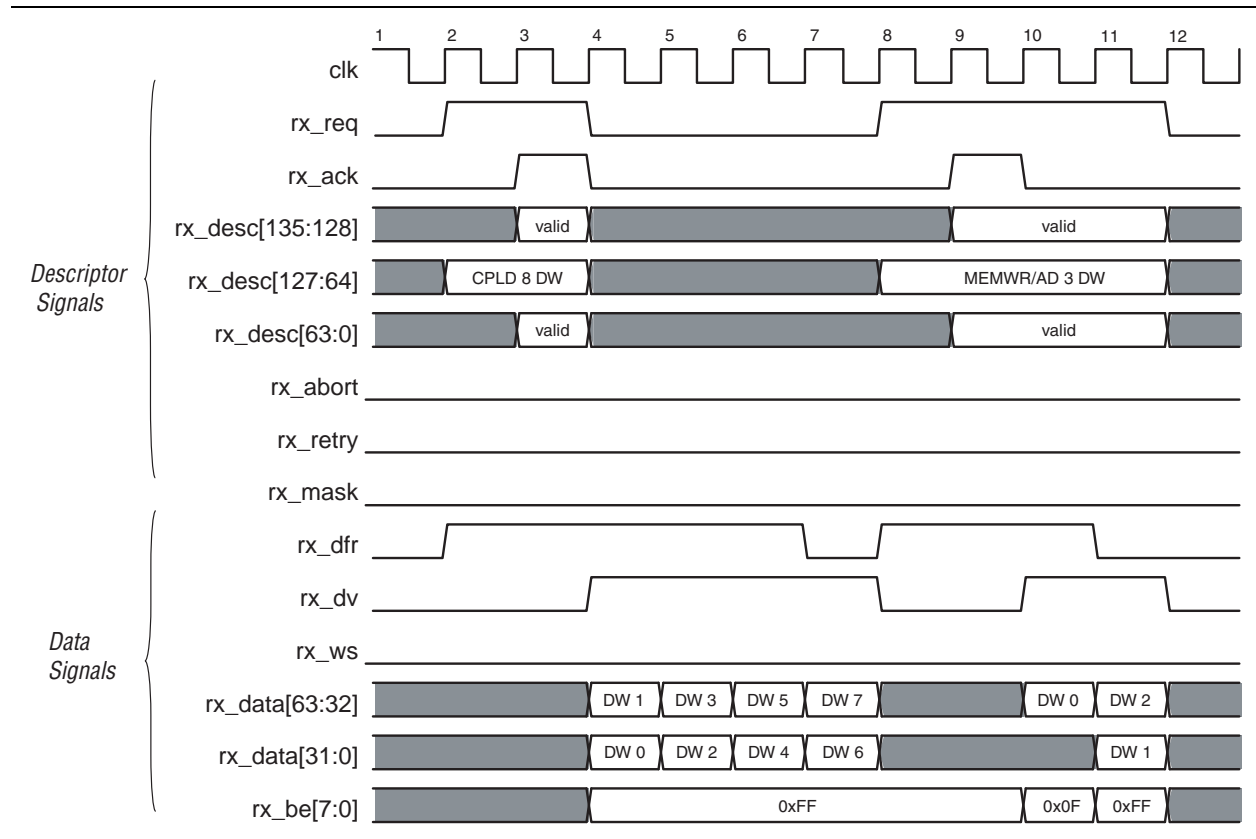 1 2 3 4 5 6 7 8 9 10 11 12
clk
rx_req
rx_ack
rx_desc[135:128] valid valid
Descriptor
Signals
rx_desc[127:64] CPLD 8 DW MEMWR/AD 3 DW
rx_desc[63:0] valid valid
rx_abort
rx_retry
rx_mask
rx_dfr
rx_dv
Data
Signals
rx_ws
rx_data[63:32] DW 1 DW 3 DW 5 DW 7 DW 0 DW 2
rx_data[31:0] DW 0 DW 2 DW 4 DW 6 DW 1
rx_be[7:0] 0xFF 0x0F 0xFF